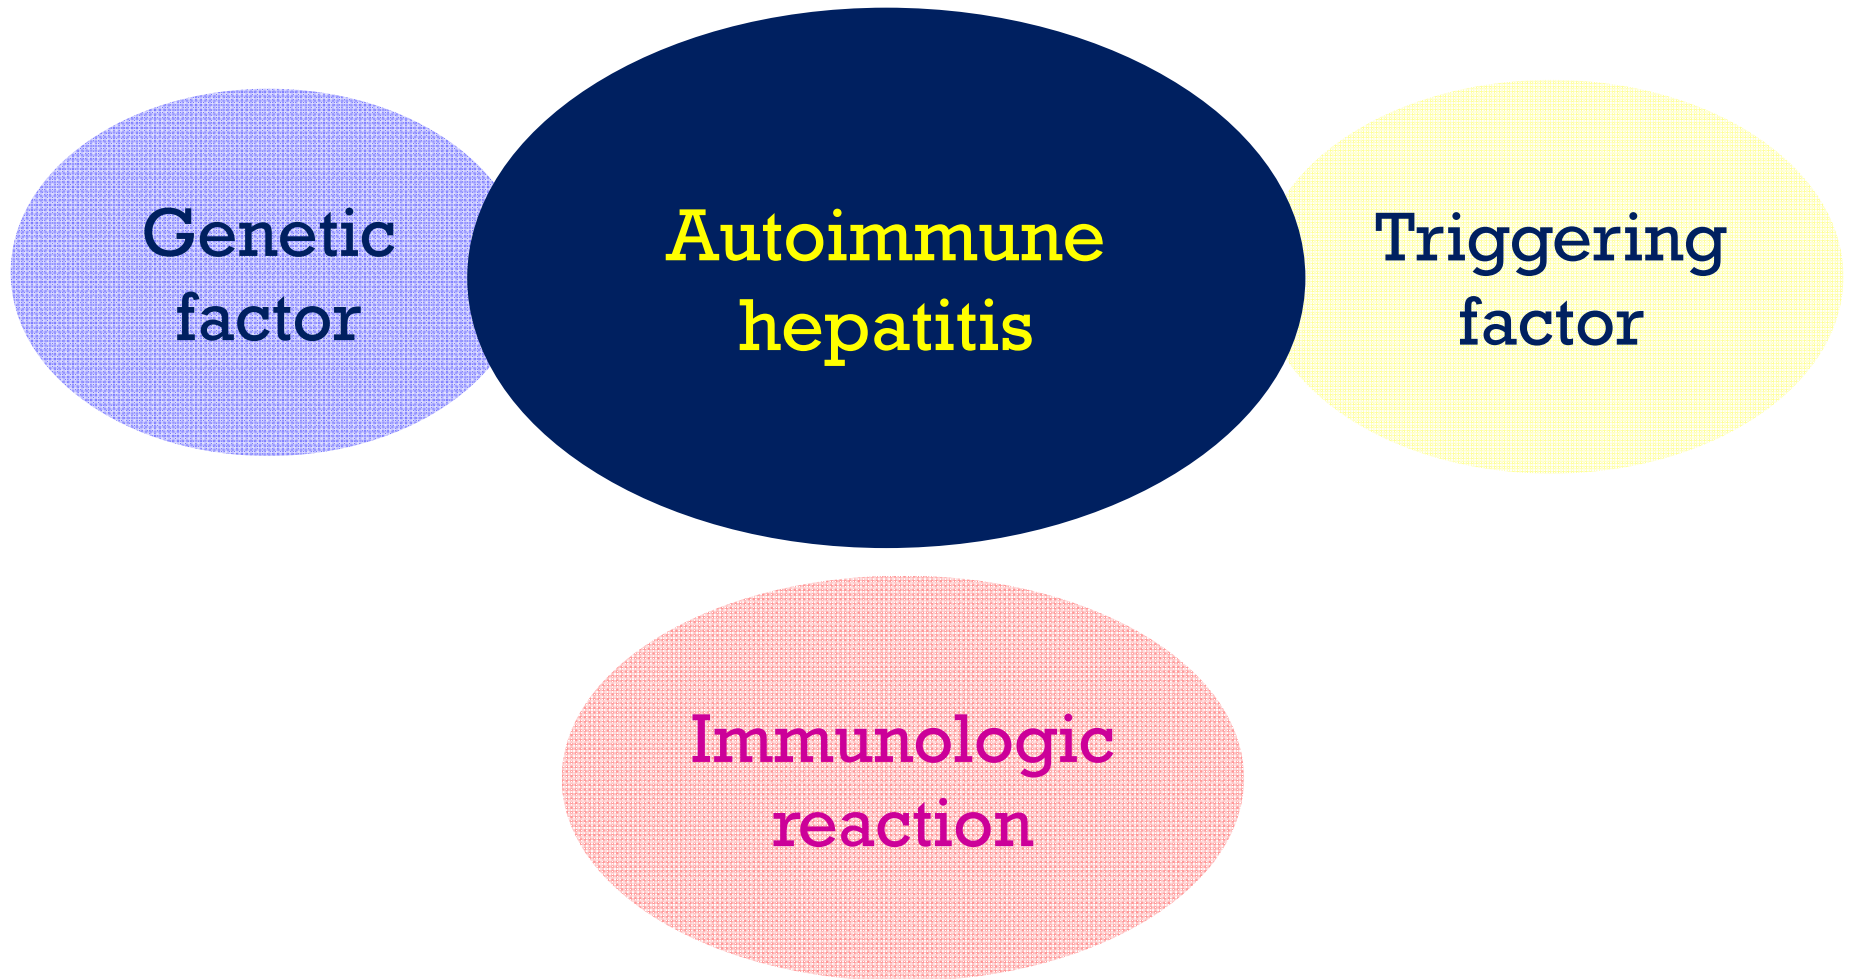 Genetic
factor
Autoimmune
hepatitis
Triggering
factor
Immunologic
reaction